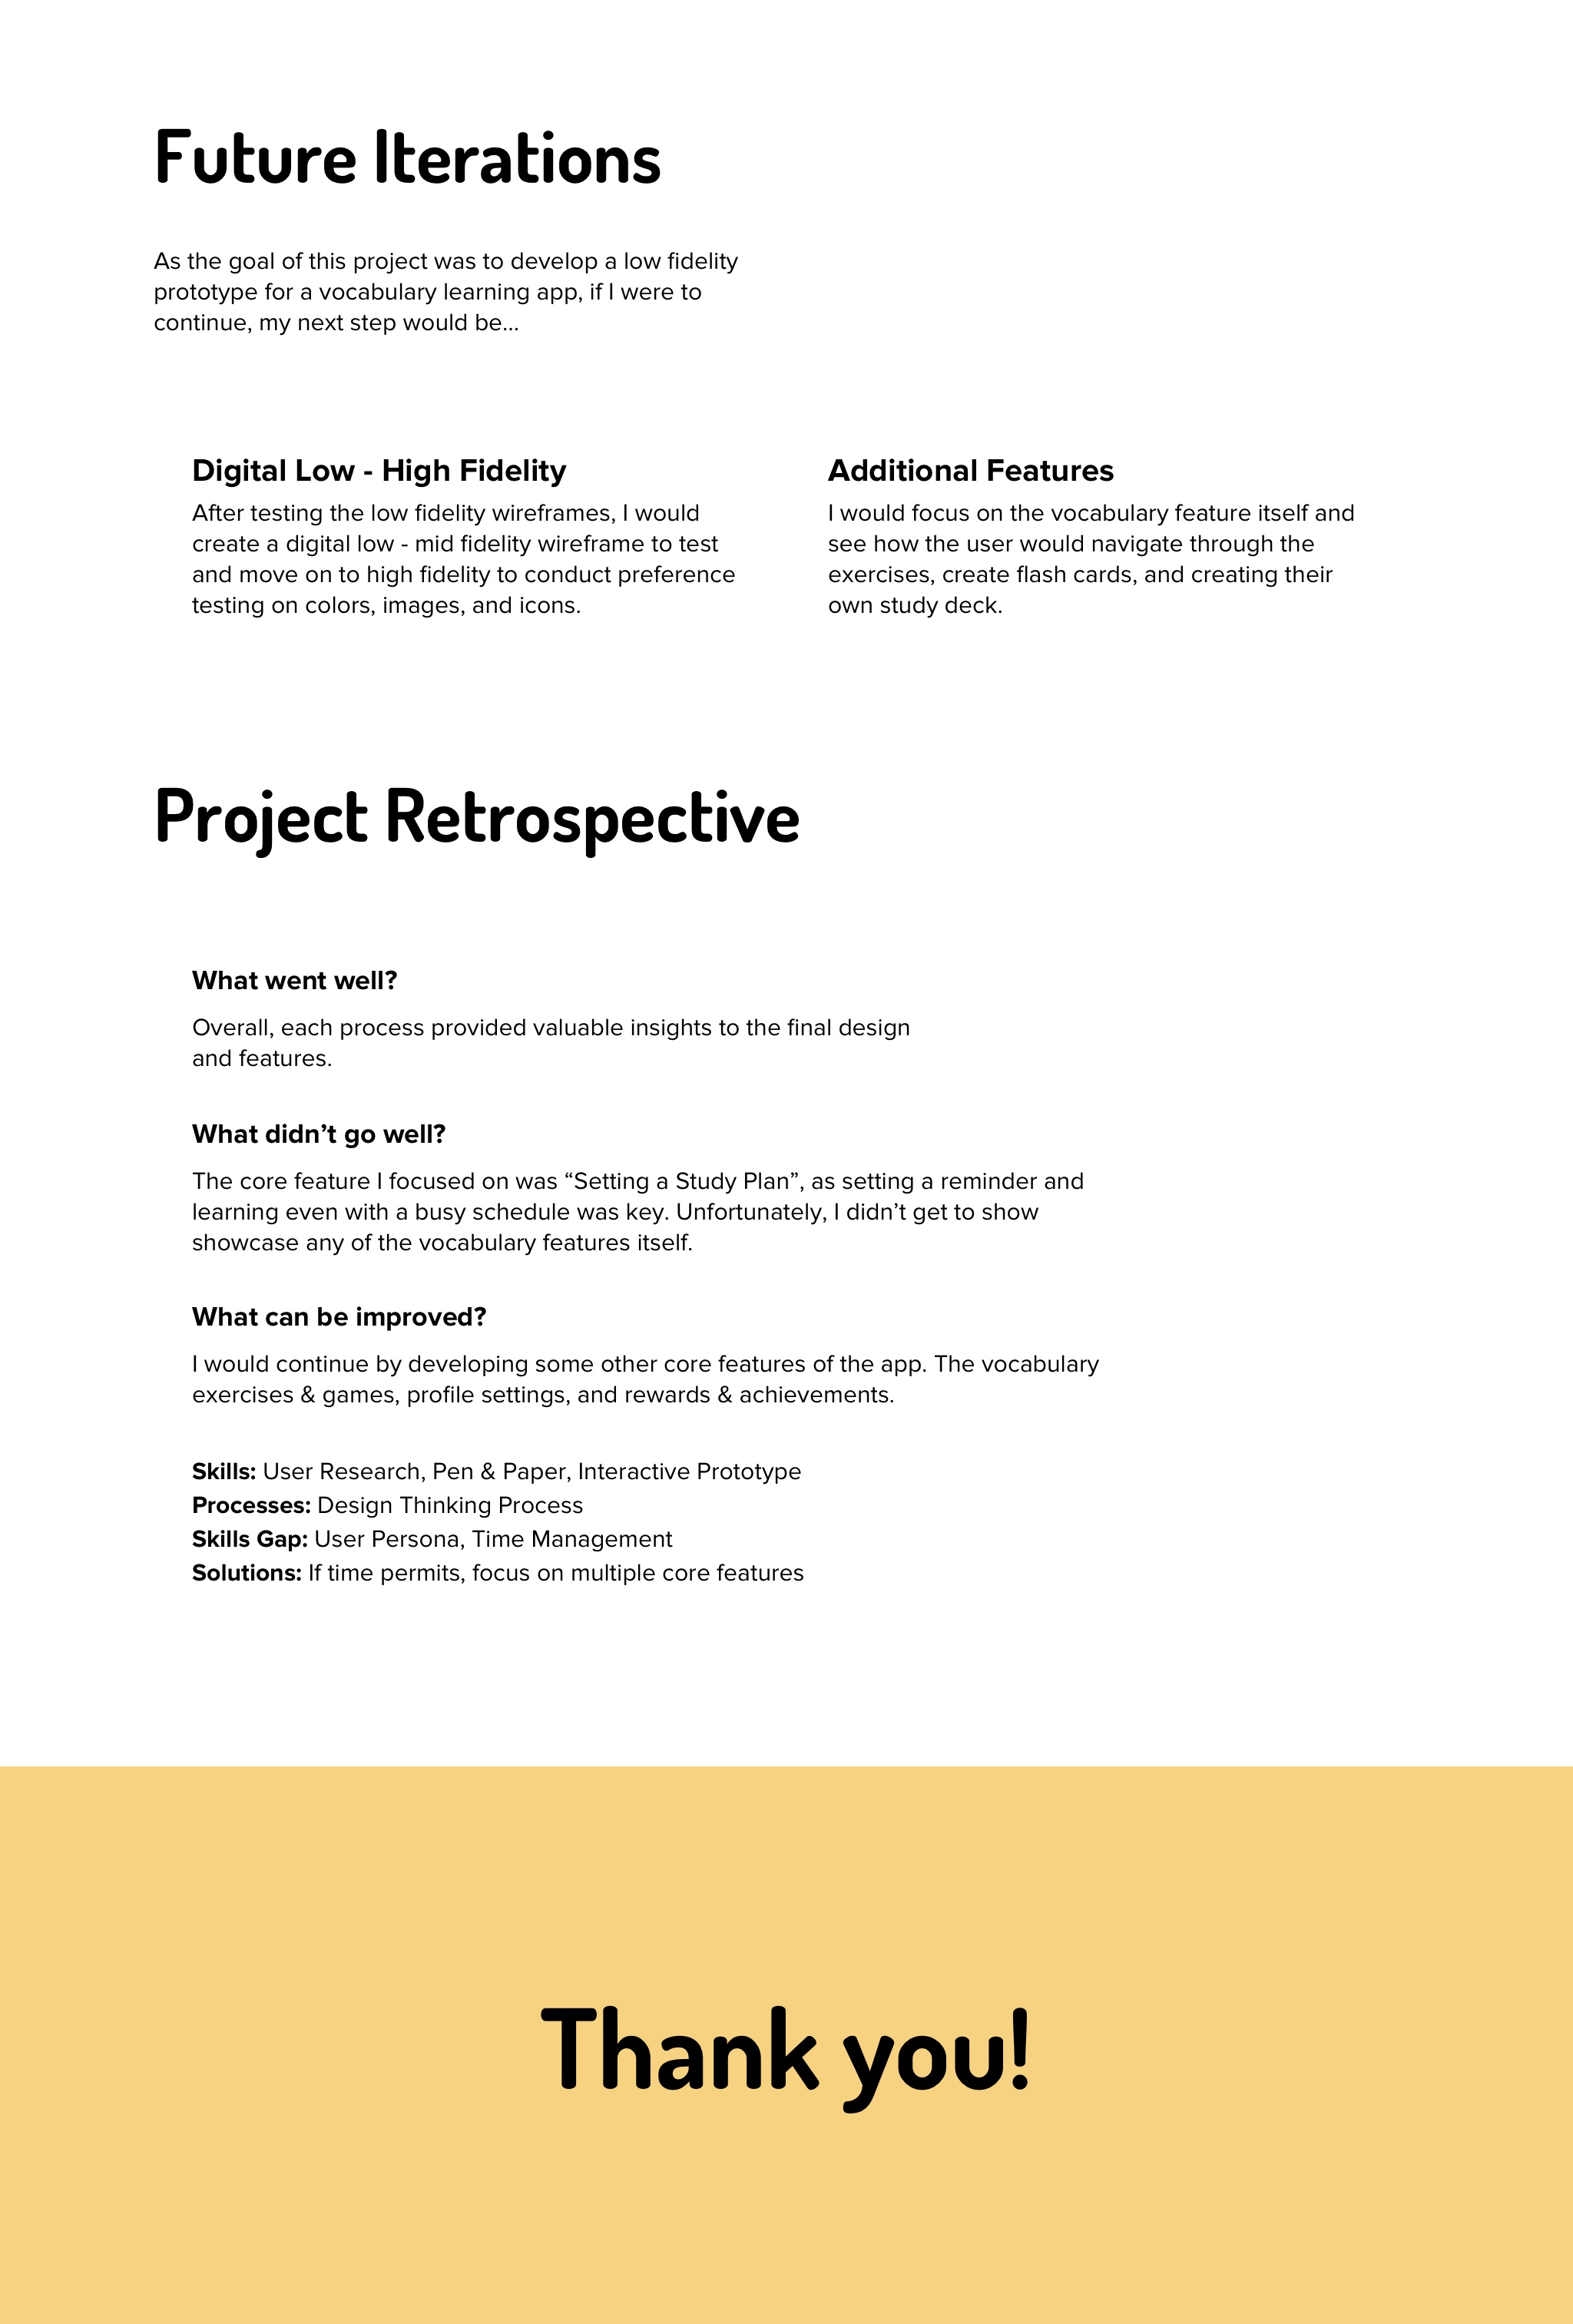 Future Iterations
As the goal of this project was to develop a low fidelity
prototype for a vocabulary learning app, if I were to
continue, my next step would be...
Digital Low - High Fidelity
After testing the low fidelity wireframes, I would
create a digital low - mid fidelity wireframe to test
and move on to high fidelity to conduct preference
testing on colors, images, and icons.
Additional Features
I would focus on the vocabulary feature itself and
see how the user would navigate through the
exercises, create flash cards, and creating their
own study deck.
Project Retrospective
What went well?
Overall, each process provided valuable insights to the final design
and features.
What didn’t go well?
The core feature I focused on was “Setting a Study Plan”, as setting a reminder and
learning even with a busy schedule was key. Unfortunately, I didn’t get to show
showcase any of the vocabulary features itself.
What can be improved?
I would continue by developing some other core features of the app. The vocabulary
exercises & games, profile settings, and rewards & achievements.
Skills: User Research, Pen & Paper, Interactive Prototype
Processes: Design Thinking Process
Skills Gap: User Persona, Time Management
Solutions: If time permits, focus on multiple core features
Thank you!